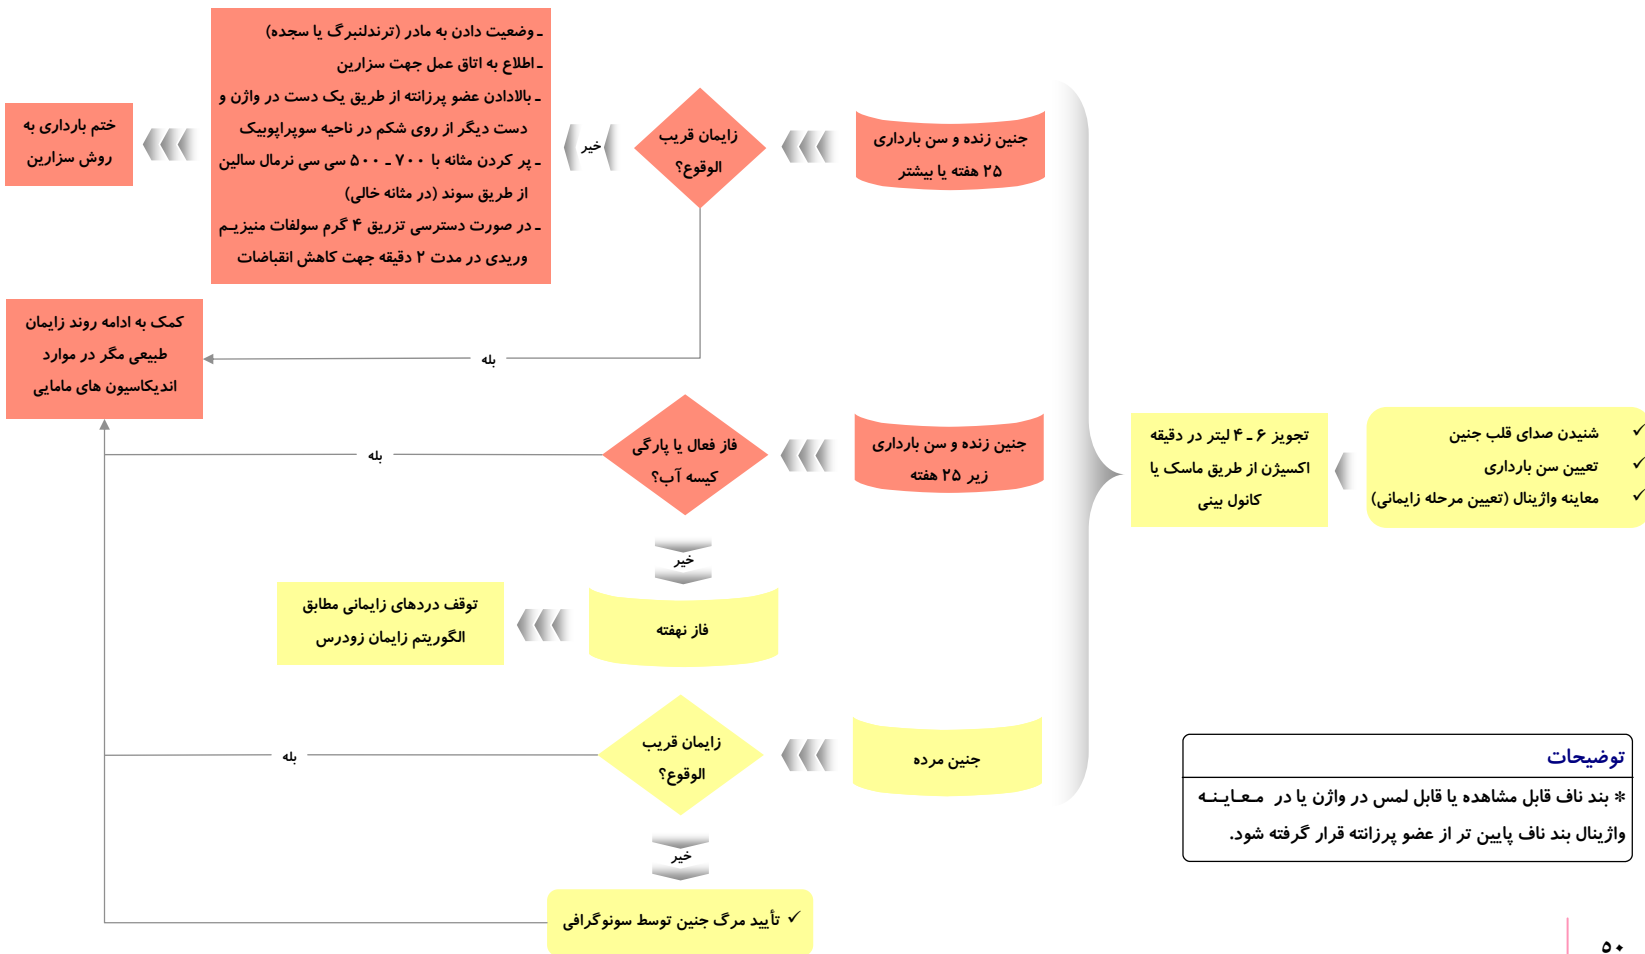 شنیدن صدای قلب جنین
تعیین سن بارداری
معاینه واژینال (تعیین مرحله زایمانی)
تجویز ۶ ـ ۴ لیتر در دقیقه
اکسیژن از طریق ماسک یا
کانول بینی
جنین زنده و سن بارداری
۲۵ هفته یا بیشتر
زایمان قریب
الوقوع؟
خیر
ـ وضعیت دادن به مادر (ترندلنبرگ یا سجده)
ـ اطلاع به اتاق عمل جهت سزارین
ـ بالادادن عضو پرزانته از طریق یک دست در واژن و
دست دیگر از روی شکم در ناحیه سوپراپوبیک
ـ پر کردن مثانه با ۷۰۰ ـ ۵۰۰ سی سی نرمال سالین
از طریق سوند (در مثانه خالی)
ـ در صورت دسترسی تزریق ۴ گرم سولفات منیزیـم
وریدی در مدت ۲ دقیقه جهت کاهش انقباضات
ختم بارداری به
روش سزارین
بله
کمک به ادامه روند زایمان
طبیعی مگر در موارد
اندیکاسیون های مامایی
جنین زنده و سن بارداری
زیر ۲۵ هفته
فاز فعال یا پارگی
کیسه آب؟
بله
خیر
فاز نهفته
توقف دردهای زایمانی مطابق
الگوریتم زایمان زودرس
جنین مرده
زایمان قریب
الوقوع؟
بله
خیر
✓ تأیید مرگ جنین توسط سونوگرافی
توضیحات
* بند ناف قابل مشاهده یا قابل لمس در واژن یا در مـعـایـنـه
واژینال بند ناف پایین تر از عضو پرزانته قرار گرفته شود.
۵۰